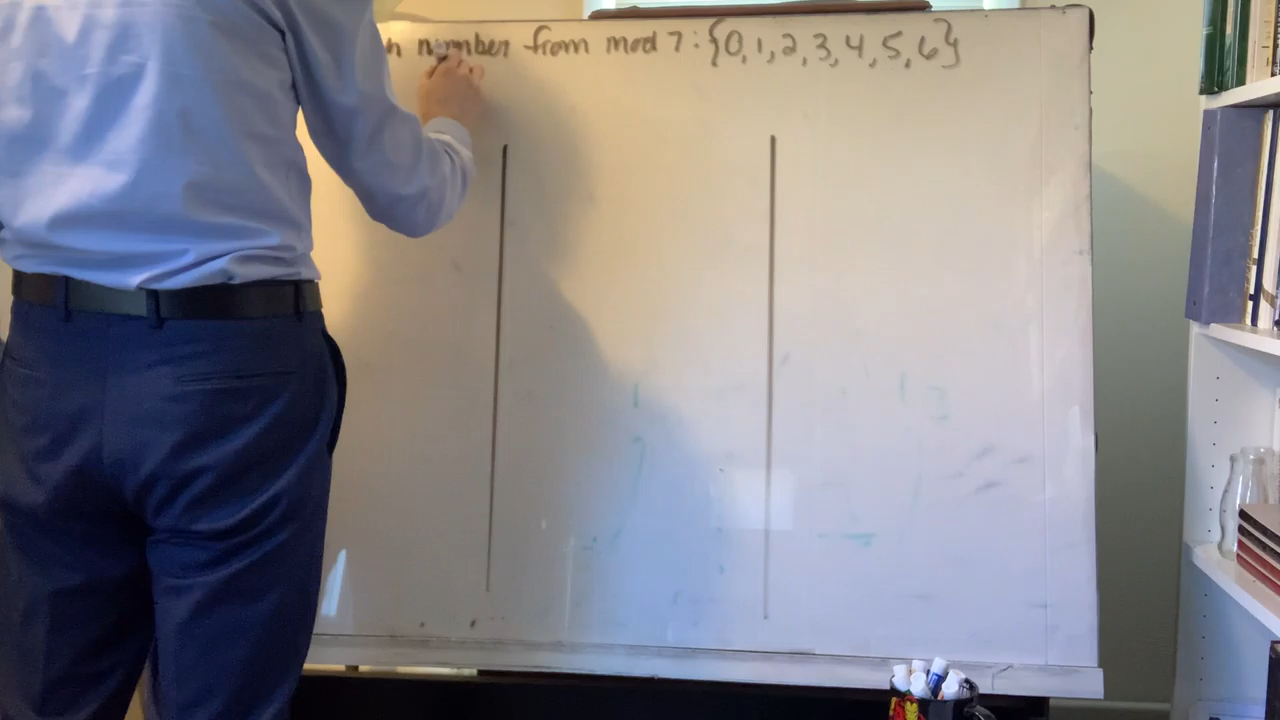 number from mod 7: {0, 1, 2, 3, 4, 5, 6}